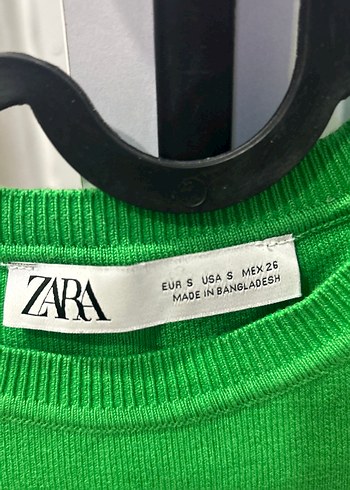 ZARA
EUR S USA S MEX 26
MADE IN BANGLADESH